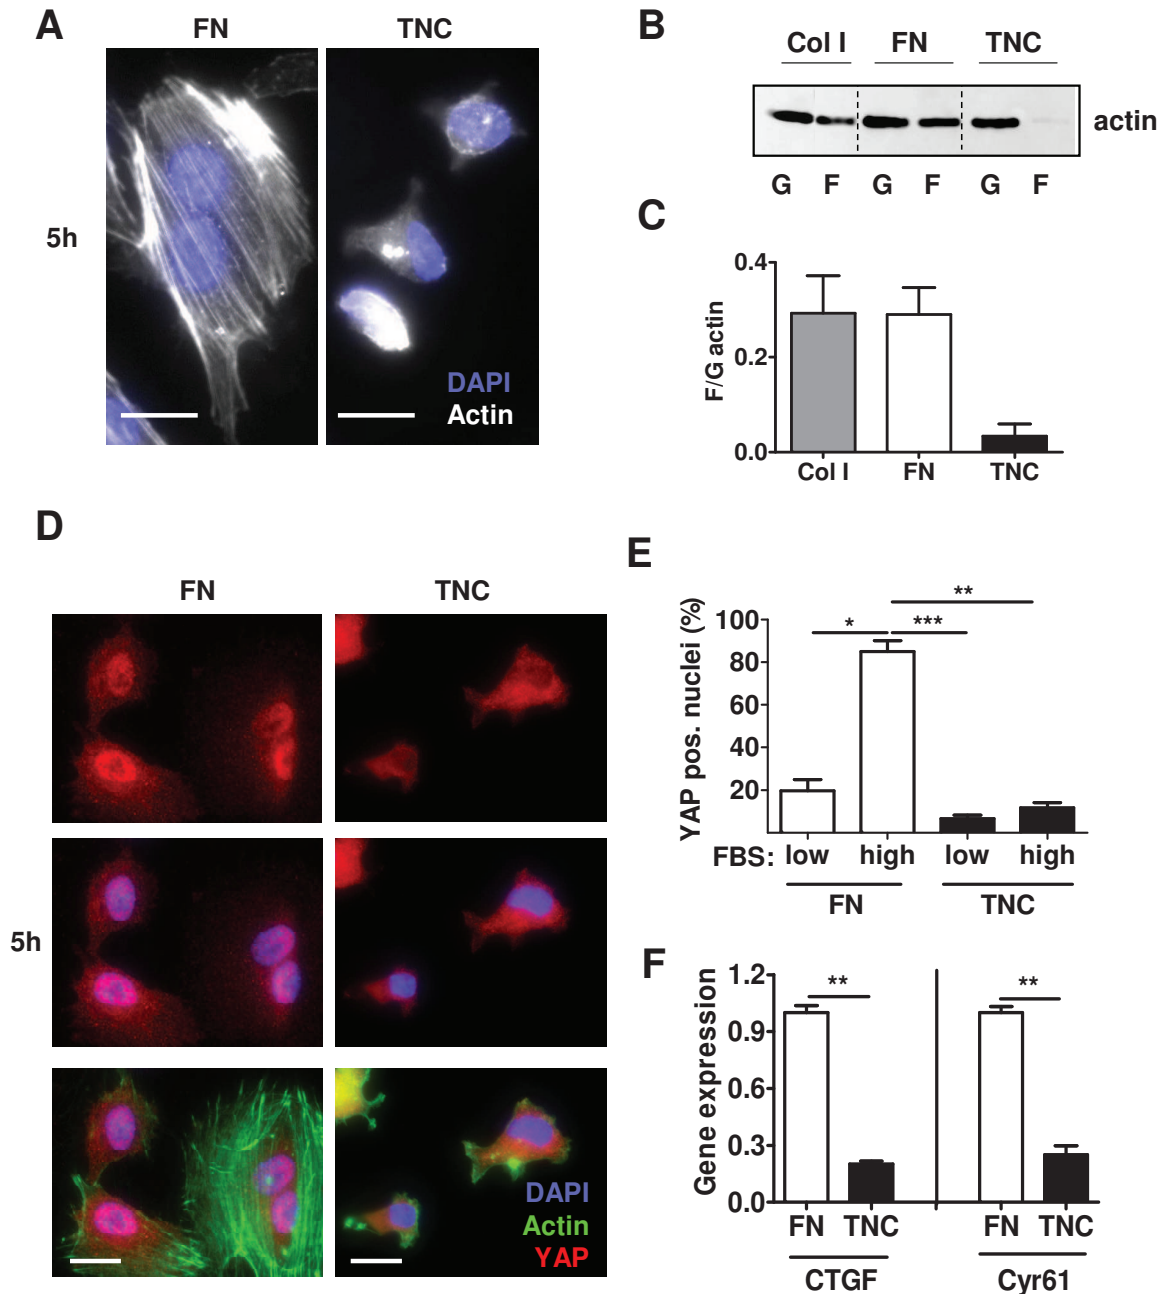 A
FN
TNC
5h
DAPI
Actin
B
Col I
FN
TNC
actin
G F G F G F
C
F/G actin
0.4
0.2
0.0
Col I
FN
TNC
D
FN
TNC
5h
DAPI
Actin
YAP
E
YAP pos. nuclei (%)
100
80
60
40
20
*
***
**
FBS: low high low high
FN
TNC
F
Gene expression
1.2
0.9
0.6
0.3
0.0
**
**
FN TNC FN TNC
CTGF
Cyr61